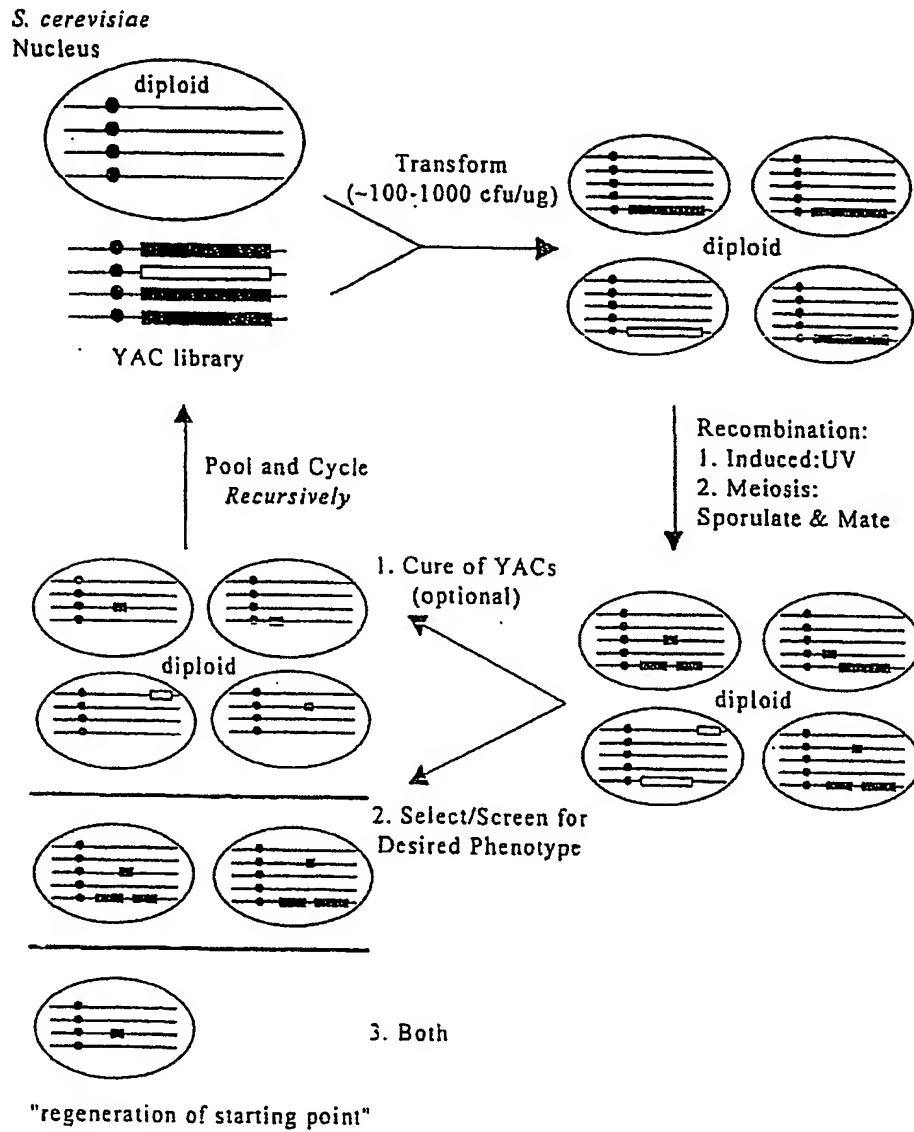 S. cerevisiae
Nucleus
diploid
Transform
(~100-1000 cfu/ug)
diploid
YAC library
Recombination:
1. Induced:UV
2. Meiosis:
Sporulate & Mate
Pool and Cycle
Recursively
1. Cure of YACs
(optional)
diploid
diploid
2. Select/Screen for
Desired Phenotype
3. Both
"regeneration of starting point"